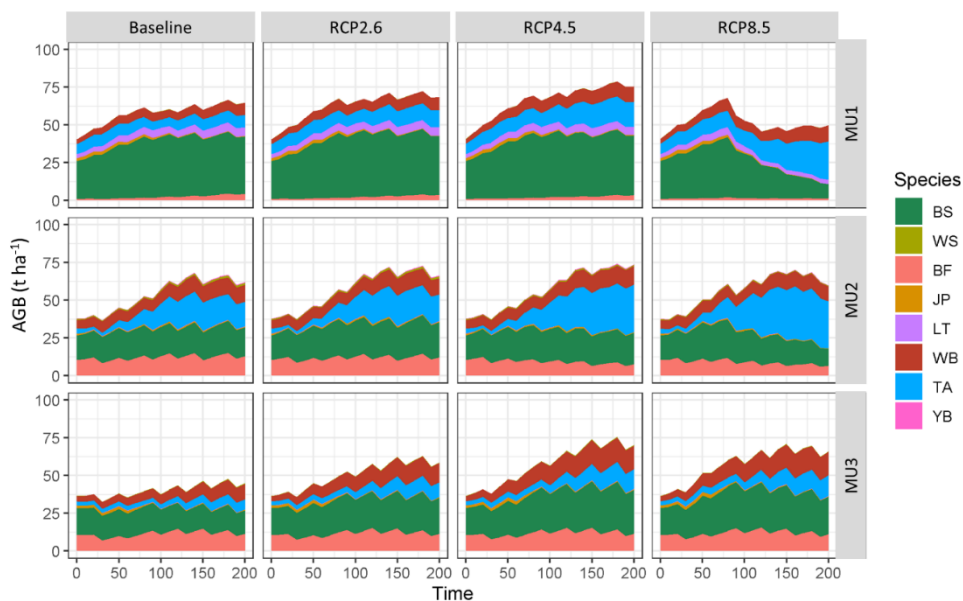 Baseline RCP2.6 RCP4.5 RCP8.5
100
75
50
25
0
MU1
100
75
50
25
0
MU2
100
75
50
25
0
MU3
AGB (t ha⁻¹)
0 50 100 150 200 0 50 100 150 200 0 50 100 150 200 0 50 100 150 200
Time
Species
BS
WS
BF
JP
LT
WB
TA
YB